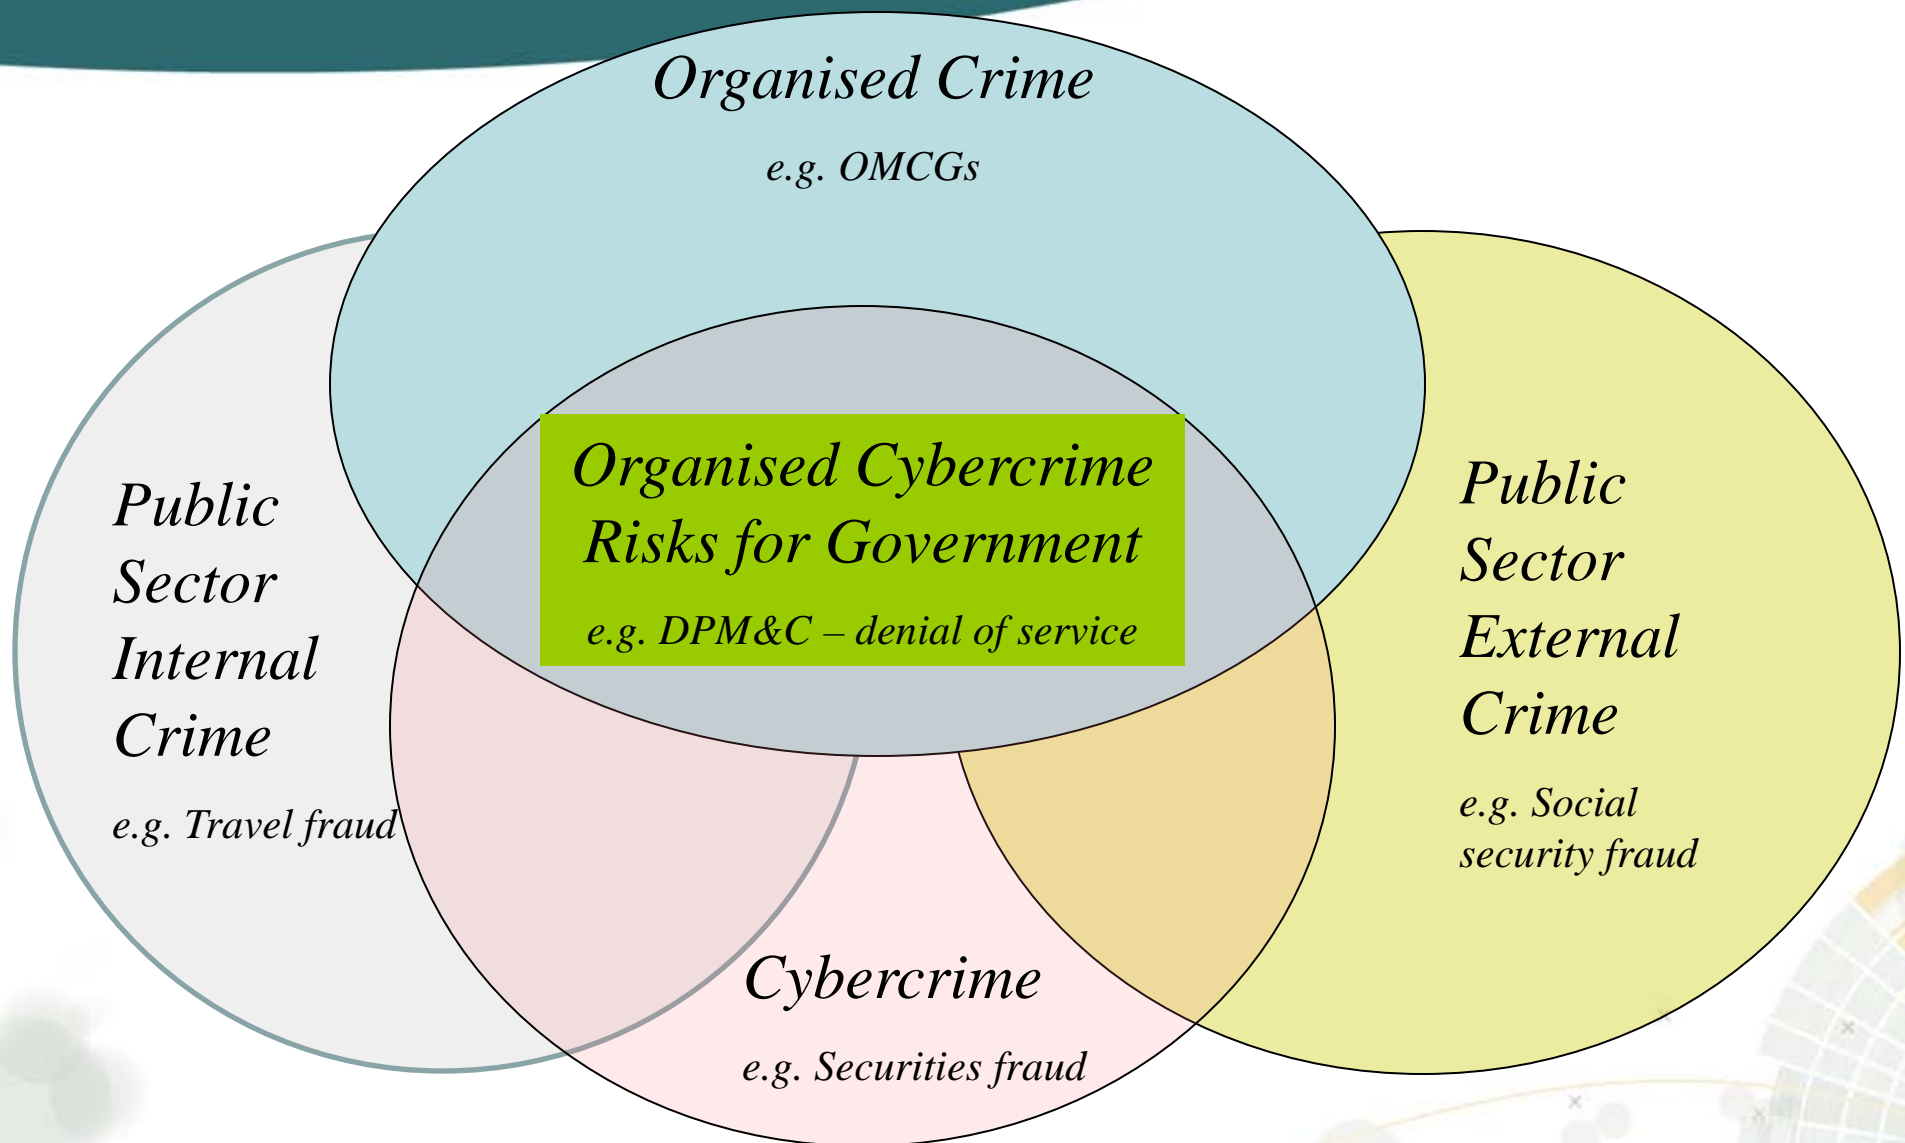 Organised Crime
e.g. OMCGs
Organised Cybercrime
Risks for Government
e.g. DPM&C – denial of service
Public
Sector
Internal
Crime
e.g. Travel fraud
Public
Sector
External
Crime
e.g. Social
security fraud
Cybercrime
e.g. Securities fraud